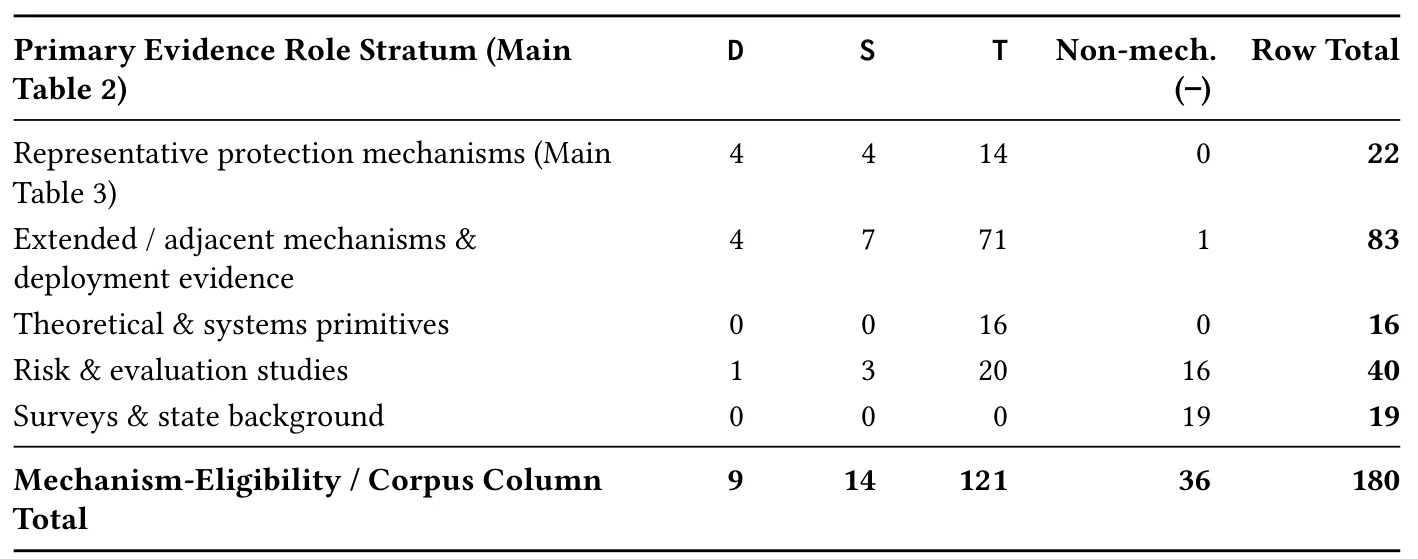 Primary Evidence Role Stratum (Main D S T Non-mech. Row Total
Table 2) (–)
Representative protection mechanisms (Main 4 4 14 0 22
Table 3)
Extended / adjacent mechanisms & 4 7 71 1 83
deployment evidence
Theoretical & systems primitives 0 0 16 0 16
Risk & evaluation studies 1 3 20 16 40
Surveys & state background 0 0 0 19 19
Mechanism-Eligibility / Corpus Column 9 14 121 36 180
Total